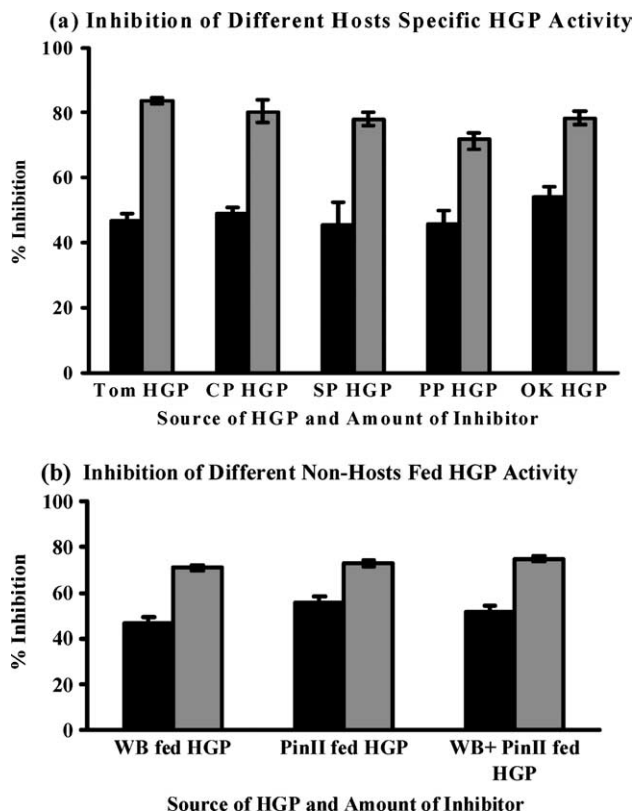 (a) Inhibition of Different Hosts Specific HGP Activity
100
80
60
40
20
0
% Inhibition
Tom HGP CP HGP SP HGP PP HGP OK HGP
Source of HGP and Amount of Inhibitor
(b) Inhibition of Different Non-Hosts Fed HGP Activity
100
80
60
40
20
0
% Inhibition
WB fed HGP PinII fed HGP WB+ PinII fed
HGP
Source of HGP and Amount of Inhibitor